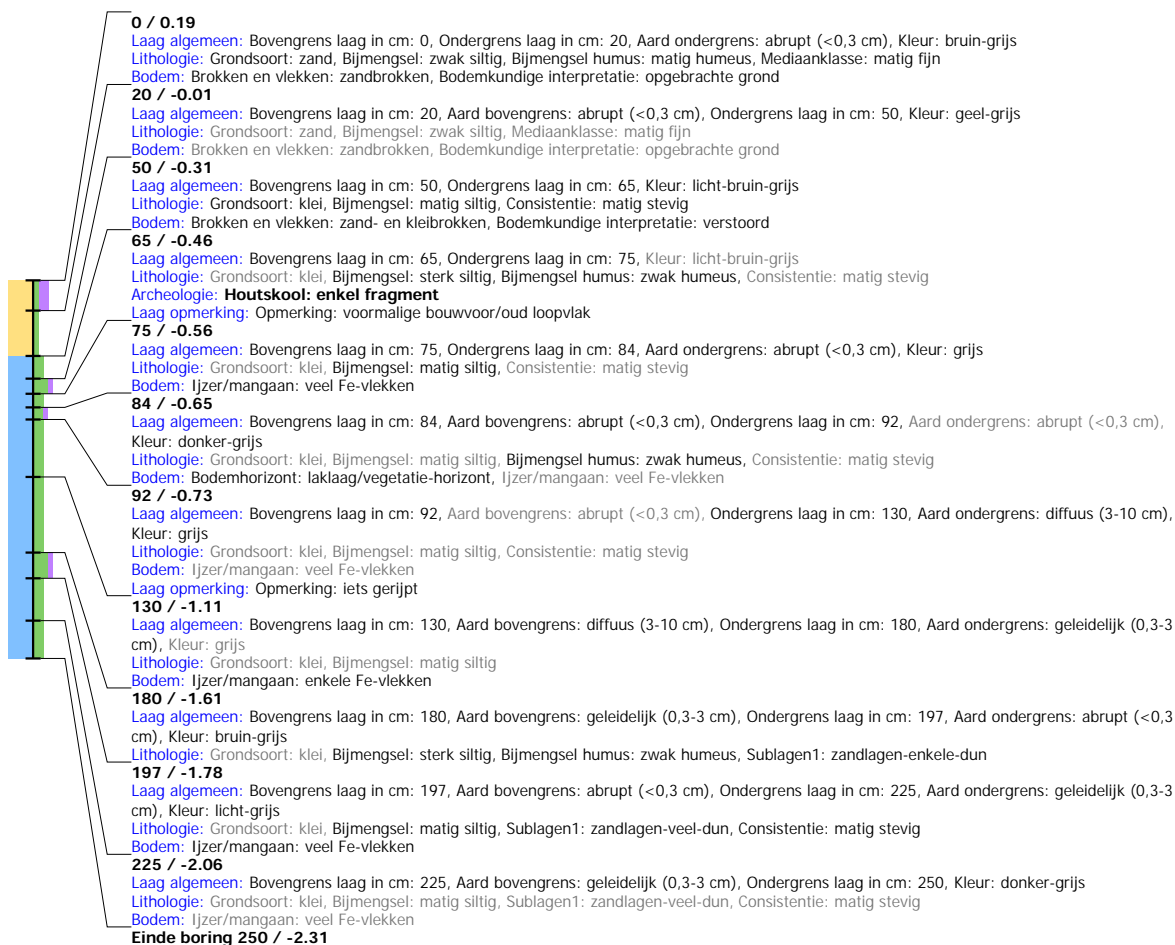 0 / 0.19
Laag algemeen: Bovengrens laag in cm: 0, Ondergrens laag in cm: 20, Aard ondergrens: abrupt (<0,3 cm), Kleur: bruin-grijs
Lithologie: Grondsoort: zand, Bijmengsel: zwak siltig, Bijmengsel humus: matig humeus, Mediaanklasse: matig fijn
Bodem: Brokken en vlekken: zandbrokken, Bodemkundige interpretatie: opgebrachte grond
20 / -0.01
Laag algemeen: Bovengrens laag in cm: 20, Aard bovengrens: abrupt (<0,3 cm), Ondergrens laag in cm: 50, Kleur: geel-grijs
Lithologie: Grondsoort: zand, Bijmengsel: zwak siltig, Mediaanklasse: matig fijn
Bodem: Brokken en vlekken: zandbrokken, Bodemkundige interpretatie: opgebrachte grond
50 / -0.31
Laag algemeen: Bovengrens laag in cm: 50, Ondergrens laag in cm: 65, Kleur: licht-bruin-grijs
Lithologie: Grondsoort: klei, Bijmengsel: matig siltig, Consistentie: matig stevig
Bodem: Brokken en vlekken: zand- en kleibrokken, Bodemkundige interpretatie: verstoord
65 / -0.46
Laag algemeen: Bovengrens laag in cm: 65, Ondergrens laag in cm: 75, Kleur: licht-bruin-grijs
Lithologie: Grondsoort: klei, Bijmengsel: sterk siltig, Bijmengsel humus: zwak humeus, Consistentie: matig stevig
Archeologie: Houtskool: enkel fragment
Laag opmerking: Opmerking: voormalige bouwvoor/oud loopvlak
75 / -0.56
Laag algemeen: Bovengrens laag in cm: 75, Ondergrens laag in cm: 84, Aard ondergrens: abrupt (<0,3 cm), Kleur: grijs
Lithologie: Grondsoort: klei, Bijmengsel: matig siltig, Consistentie: matig stevig
Bodem: Ijzer/mangaan: veel Fe-vlekken
84 / -0.65
Laag algemeen: Bovengrens laag in cm: 84, Aard bovengrens: abrupt (<0,3 cm), Ondergrens laag in cm: 92, Aard ondergrens: abrupt (<0,3 cm),
Kleur: donker-grijs
Lithologie: Grondsoort: klei, Bijmengsel: matig siltig, Bijmengsel humus: zwak humeus, Consistentie: matig stevig
Bodem: Bodemhorizont: laklaag/vegetatie-horizont, Ijzer/mangaan: veel Fe-vlekken
92 / -0.73
Laag algemeen: Bovengrens laag in cm: 92, Aard bovengrens: abrupt (<0,3 cm), Ondergrens laag in cm: 130, Aard ondergrens: diffuus (3-10 cm),
Kleur: grijs
Lithologie: Grondsoort: klei, Bijmengsel: matig siltig, Consistentie: matig stevig
Bodem: Ijzer/mangaan: veel Fe-vlekken
Laag opmerking: Opmerking: iets gerijpt
130 / -1.11
Laag algemeen: Bovengrens laag in cm: 130, Aard bovengrens: diffuus (3-10 cm), Ondergrens laag in cm: 180, Aard ondergrens: geleidelijk (0,3-3
cm), Kleur: grijs
Lithologie: Grondsoort: klei, Bijmengsel: matig siltig
Bodem: Ijzer/mangaan: enkele Fe-vlekken
180 / -1.61
Laag algemeen: Bovengrens laag in cm: 180, Aard bovengrens: geleidelijk (0,3-3 cm), Ondergrens laag in cm: 197, Aard ondergrens: abrupt (<0,3
cm), Kleur: bruin-grijs
Lithologie: Grondsoort: klei, Bijmengsel: sterk siltig, Bijmengsel humus: zwak humeus, Sublagen1: zandlagen-enkele-dun
197 / -1.78
Laag algemeen: Bovengrens laag in cm: 197, Aard bovengrens: abrupt (<0,3 cm), Ondergrens laag in cm: 225, Aard ondergrens: geleidelijk (0,3-3
cm), Kleur: licht-grijs
Lithologie: Grondsoort: klei, Bijmengsel: matig siltig, Sublagen1: zandlagen-veel-dun, Consistentie: matig stevig
Bodem: Ijzer/mangaan: veel Fe-vlekken
225 / -2.06
Laag algemeen: Bovengrens laag in cm: 225, Aard bovengrens: geleidelijk (0,3-3 cm), Ondergrens laag in cm: 250, Kleur: donker-grijs
Lithologie: Grondsoort: klei, Bijmengsel: matig siltig, Sublagen1: zandlagen-veel-dun, Consistentie: matig stevig
Bodem: Ijzer/mangaan: veel Fe-vlekken
Einde boring 250 / -2.31